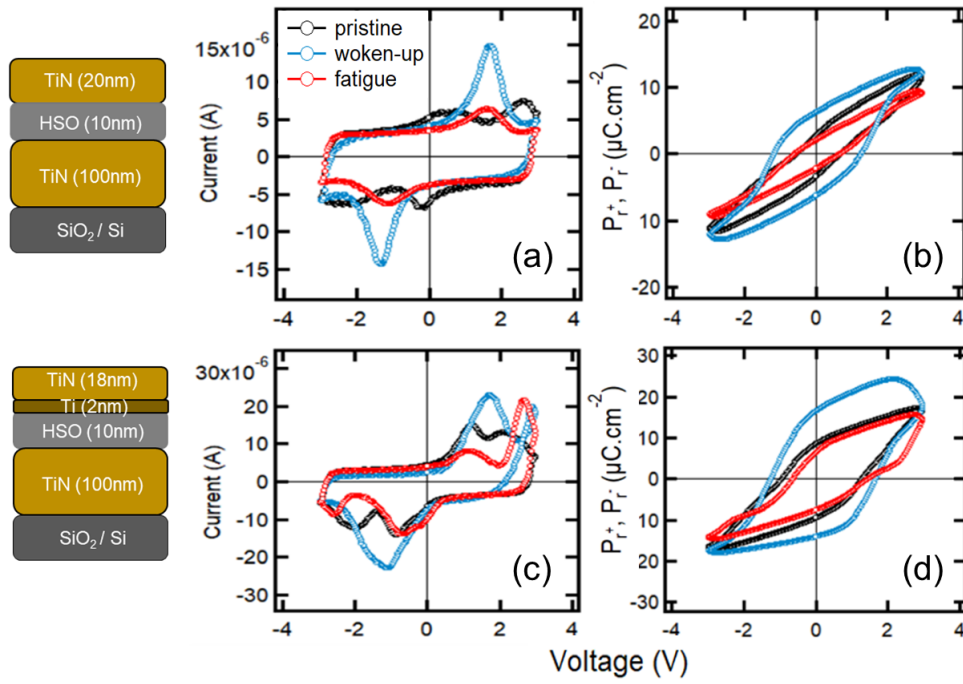 TiN (20nm)
HSO (10nm)
TiN (100nm)
SiO₂ / Si
pristine
woken-up
fatigue
15x10⁻⁶
10
5
0
-5
-10
-15
Current (A)
-4
-2
0
2
4
(a)
20
10
0
10
20
Pᵣ⁺, Pᵣ⁻ (µC.cm⁻²)
-4
-2
0
2
4
(b)
TiN (18nm)
Ti (2nm)
HSO (10nm)
TiN (100nm)
SiO₂ / Si
30x10⁻⁶
20
10
0
-10
-20
-30
Current (A)
-4
-2
0
2
4
(c)
30
20
10
0
10
20
-30
Pᵣ⁺, Pᵣ⁻ (µC.cm⁻²)
-4
-2
0
2
4
(d)
Voltage (V)